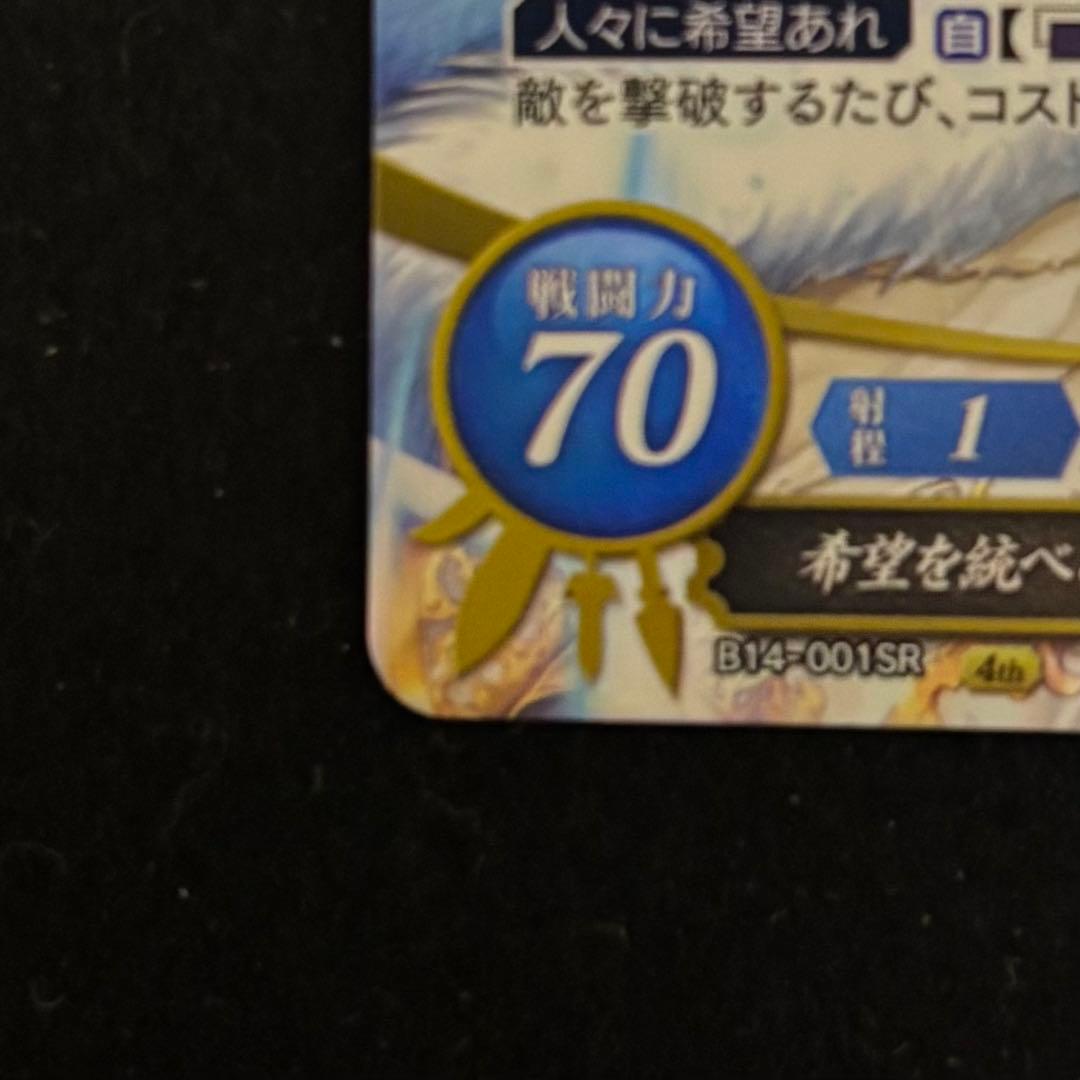 人々に希望あれ 自【『
敵を撃破するたび、コスト
戦闘力
70
射程 1
希望を統べ
B14-001SR 4th